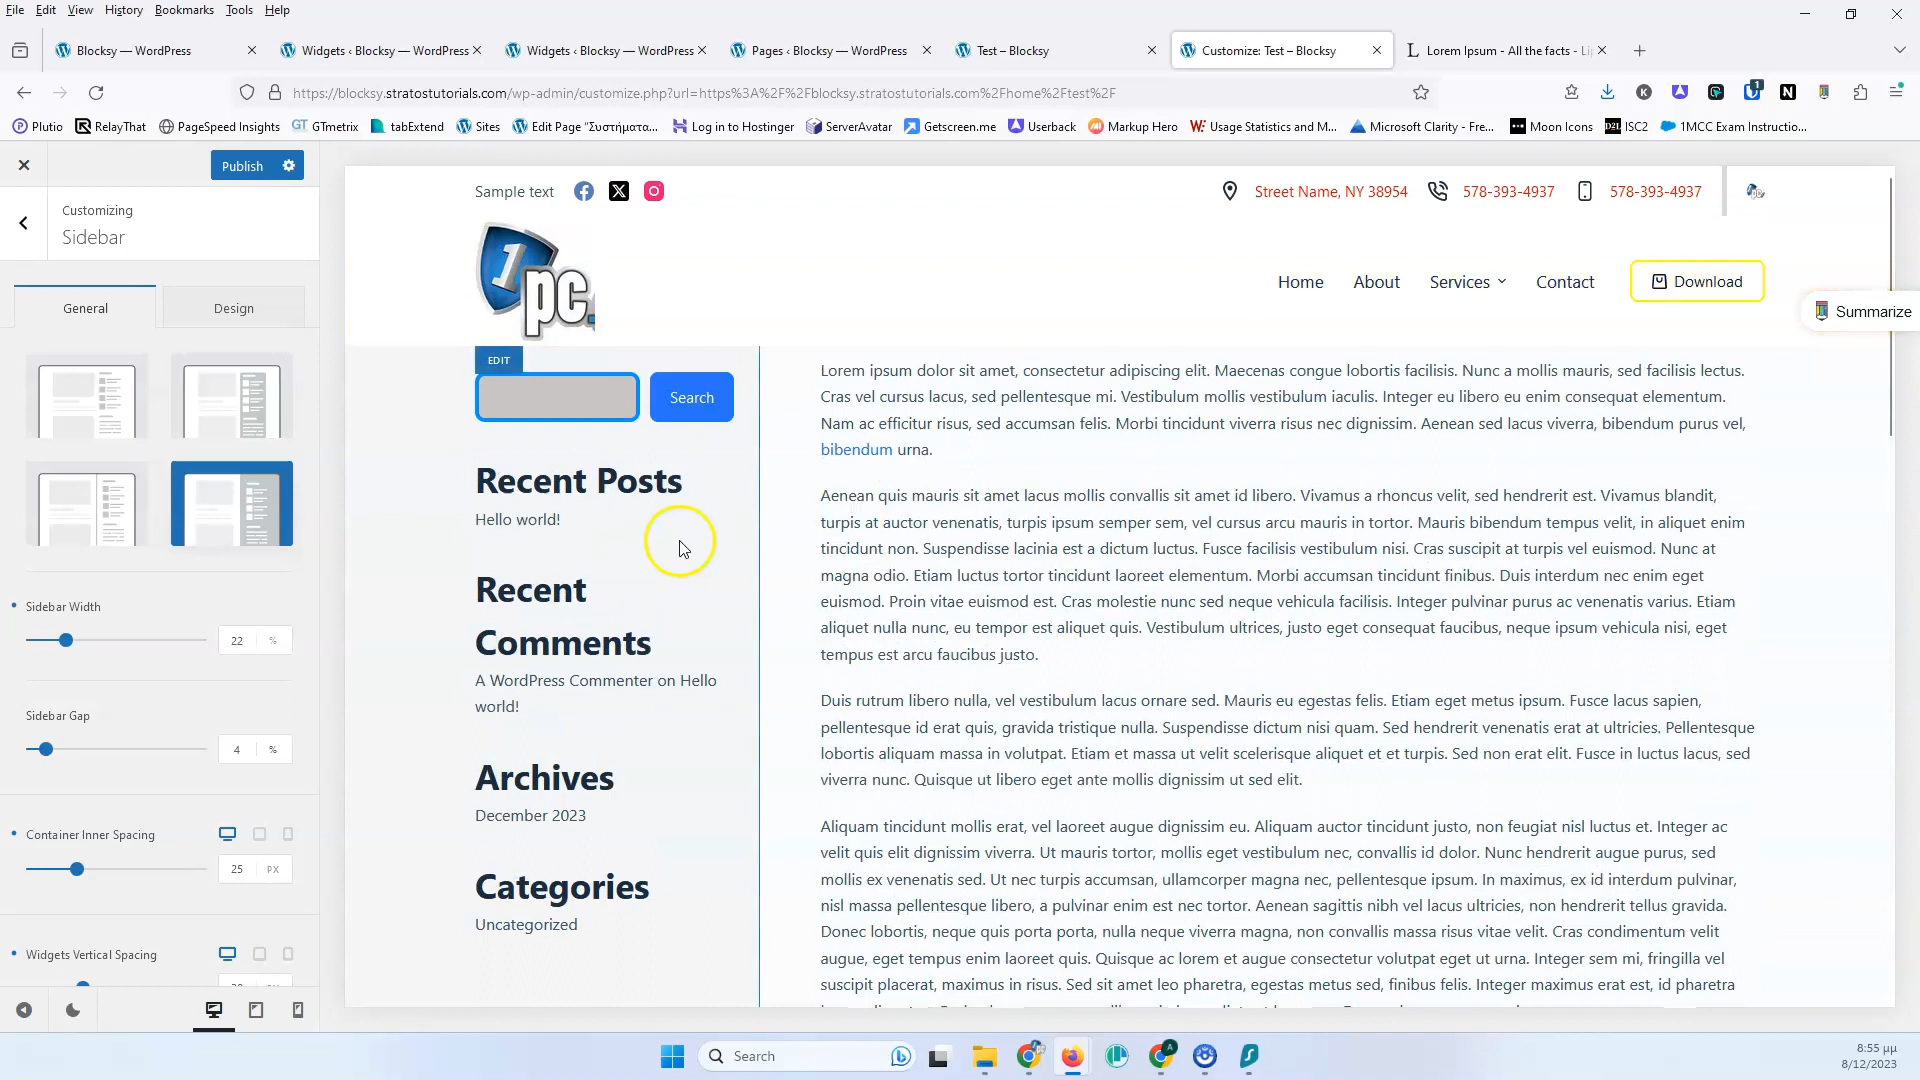 File Edit View History Bookmarks Tools Help
Blocksy — WordPress
Widgets ‹ Blocksy — WordPress
Widgets ‹ Blocksy — WordPress
Pages ‹ Blocksy — WordPress
Test – Blocksy
Customize: Test – Blocksy
Lorem Ipsum - All the facts - Li
https://blocksy.stratostutorials.com/wp-admin/customize.php?url=https%3A%2F%2Fblocksy.stratostutorials.com%2Fhome%2Ftest%2F
Plutio RelayThat PageSpeed Insights GTmetrix tabExtend Sites Edit Page “Συστήματα... Log in to Hostinger ServerAvatar Getscreen.me Userback Markup Hero Usage Statistics and M... Microsoft Clarity - Fre... Moon Icons ISC2 1MCC Exam Instructio...
Publish
Customizing
Sidebar
General
Design
Sidebar Width
22 %
Sidebar Gap
4 %
Container Inner Spacing
25 PX
Widgets Vertical Spacing
Sample text
Street Name, NY 38954
578-393-4937
578-393-4937
1pc.
Home About Services Contact Download
Summarize
EDIT
Search
Recent Posts
Hello world!
Recent
Comments
A WordPress Commenter on Hello
world!
Archives
December 2023
Categories
Uncategorized
Lorem ipsum dolor sit amet, consectetur adipiscing elit. Maecenas congue lobortis facilisis. Nunc a mollis mauris, sed facilisis lectus.
Cras vel cursus lacus, sed pellentesque mi. Vestibulum mollis vestibulum iaculis. Integer eu libero eu enim consequat elementum.
Nam ac efficitur risus, sed accumsan felis. Morbi tincidunt viverra risus nec dignissim. Aenean sed lacus viverra, bibendum purus vel,
bibendum urna.
Aenean quis mauris sit amet lacus mollis convallis sit amet id libero. Vivamus a rhoncus velit, sed hendrerit est. Vivamus blandit,
turpis at auctor venenatis, turpis ipsum semper sem, vel cursus arcu mauris in tortor. Mauris bibendum tempus velit, in aliquet enim
tincidunt non. Suspendisse lacinia est a dictum luctus. Fusce facilisis vestibulum nisi. Cras suscipit at turpis vel euismod. Nunc at
magna odio. Etiam luctus tortor tincidunt laoreet elementum. Morbi accumsan tincidunt finibus. Duis interdum nec enim eget
euismod. Proin vitae euismod est. Cras molestie nunc sed neque vehicula facilisis. Integer pulvinar purus ac venenatis varius. Etiam
aliquet nulla nunc, eu tempor est aliquet quis. Vestibulum ultrices, justo eget consequat faucibus, neque ipsum vehicula nisi, eget
tempus est arcu faucibus justo.
Duis rutrum libero nulla, vel vestibulum lacus ornare sed. Mauris eu egestas felis. Etiam eget metus ipsum. Fusce lacus sapien,
pellentesque id erat quis, gravida tristique nulla. Suspendisse dictum nisi quam. Sed hendrerit venenatis erat at ultricies. Pellentesque
lobortis aliquam massa in volutpat. Etiam et massa ut velit scelerisque aliquet et et turpis. Sed non erat elit. Fusce in luctus lacus, sed
viverra nunc. Quisque ut libero eget ante mollis dignissim ut sed elit.
Aliquam tincidunt mollis erat, vel laoreet augue dignissim eu. Aliquam auctor tincidunt justo, non feugiat nisl luctus et. Integer ac
velit quis elit dignissim viverra. Ut mauris tortor, mollis eget vestibulum nec, convallis id dolor. Nunc hendrerit augue purus, sed
mollis ex venenatis sed. Ut nec turpis accumsan, ullamcorper magna nec, pellentesque ipsum. In maximus, ex id interdum pulvinar,
nisl massa pellentesque libero, a pulvinar enim est nec tortor. Aenean sagittis nibh vel lacus ultricies, non hendrerit tellus gravida.
Donec lobortis, neque quis porta porta, nulla neque viverra magna, non convallis massa risus vitae velit. Cras condimentum velit
augue, eget tempus enim laoreet quis. Quisque ac lorem et augue consectetur volutpat eget ut urna. Integer sem mi, fringilla vel
suscipit placerat, maximus in risus. Sed sit amet leo pharetra, egestas metus sed, finibus felis. Integer maximus erat est, id pharetra
Search
8:55 μμ
8/12/2023